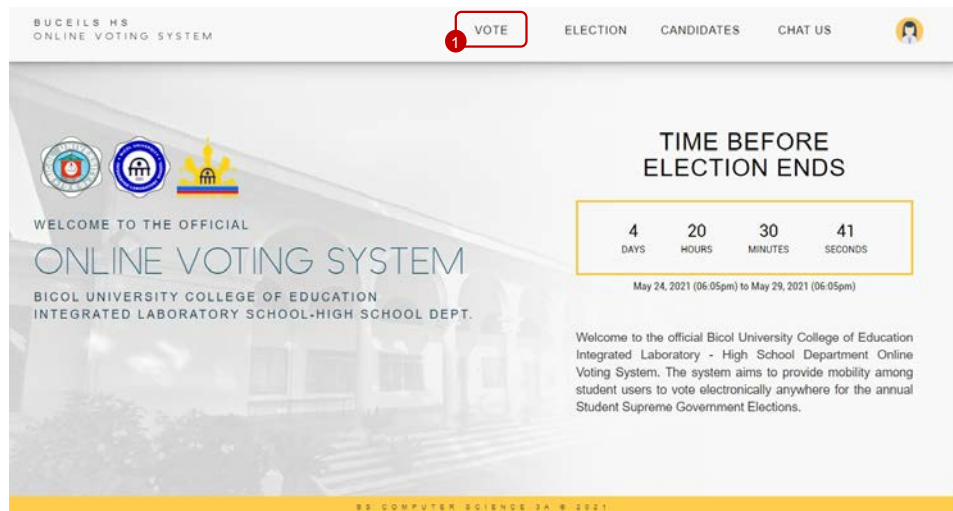 BUCEILS HS
ONLINE VOTING SYSTEM
1
VOTE
ELECTION
CANDIDATES
CHAT US
WELCOME TO THE OFFICIAL
ONLINE VOTING SYSTEM
BICOL UNIVERSITY COLLEGE OF EDUCATION
INTEGRATED LABORATORY SCHOOL-HIGH SCHOOL DEPT.
TIME BEFORE
ELECTION ENDS
4 20 30 41
DAYS HOURS MINUTES SECONDS
May 24, 2021 (06:05pm) to May 29, 2021 (06:05pm)
Welcome to the official Bicol University College of Education
Integrated Laboratory - High School Department Online
Voting System. The system aims to provide mobility among
student users to vote electronically anywhere for the annual
Student Supreme Government Elections.
BS COMPUTER SCIENCE 3A © 2021